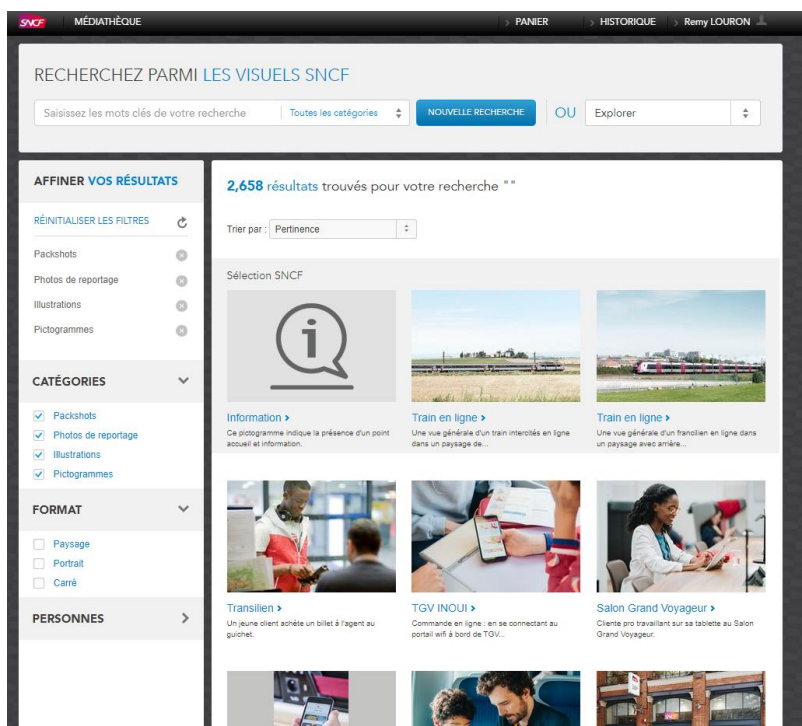 SNCF MÉDIATHÈQUE > PANIER > HISTORIQUE > Remy LOURON
RECHERCHEZ PARMI LES VISUELS SNCF
Saisissez les mots clés de votre recherche Toutes les catégories NOUVELLE RECHERCHE OU Explorer
AFFINER VOS RÉSULTATS
RÉINITIALISER LES FILTRES
Packshots
Photos de reportage
Illustrations
Pictogrammes
CATÉGORIES
Packshots
Photos de reportage
Illustrations
Pictogrammes
FORMAT
Paysage
Portrait
Carré
PERSONNES
2,658 résultats trouvés pour votre recherche ""
Trier par : Pertinence
Sélection SNCF
i
Information >
Ce pictogramme indique la présence d'un point
accueil et information.
Train en ligne >
Une vue générale d'un train intercités en ligne
dans un paysage de...
Train en ligne >
Une vue générale d'un francilien en ligne dans
un paysage avec arrière...
Transilien >
Un jeune client achète un billet à l'agent au
guichet.
TGV INOUI >
Commande en ligne : en se connectant au
portail wifi à bord de TGV...
Salon Grand Voyageur >
Cliente pro travaillant sur sa tablette au Salon
Grand Voyageur.